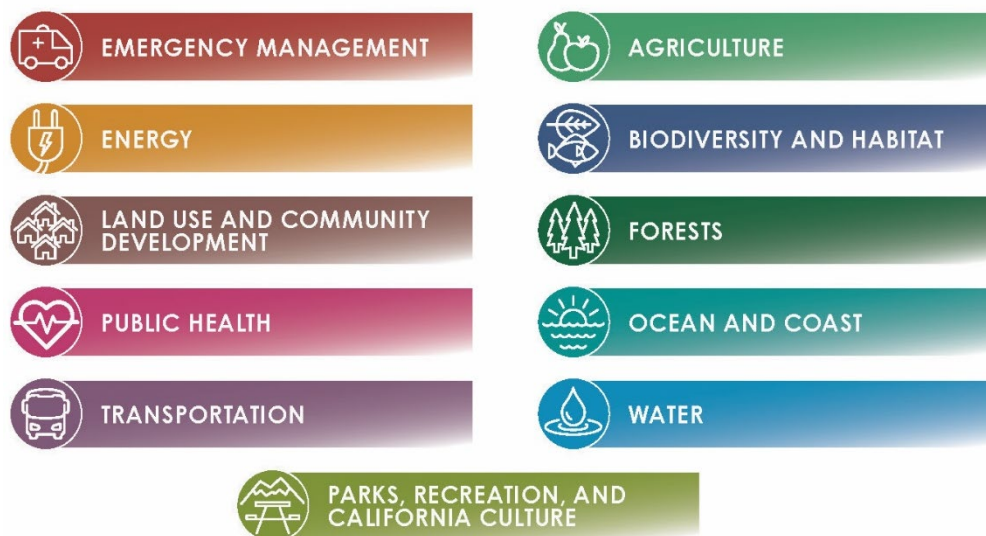 EMERGENCY MANAGEMENT
ENERGY
LAND USE AND COMMUNITY
DEVELOPMENT
PUBLIC HEALTH
TRANSPORTATION
AGRICULTURE
BIODIVERSITY AND HABITAT
FORESTS
OCEAN AND COAST
WATER
PARKS, RECREATION, AND
CALIFORNIA CULTURE